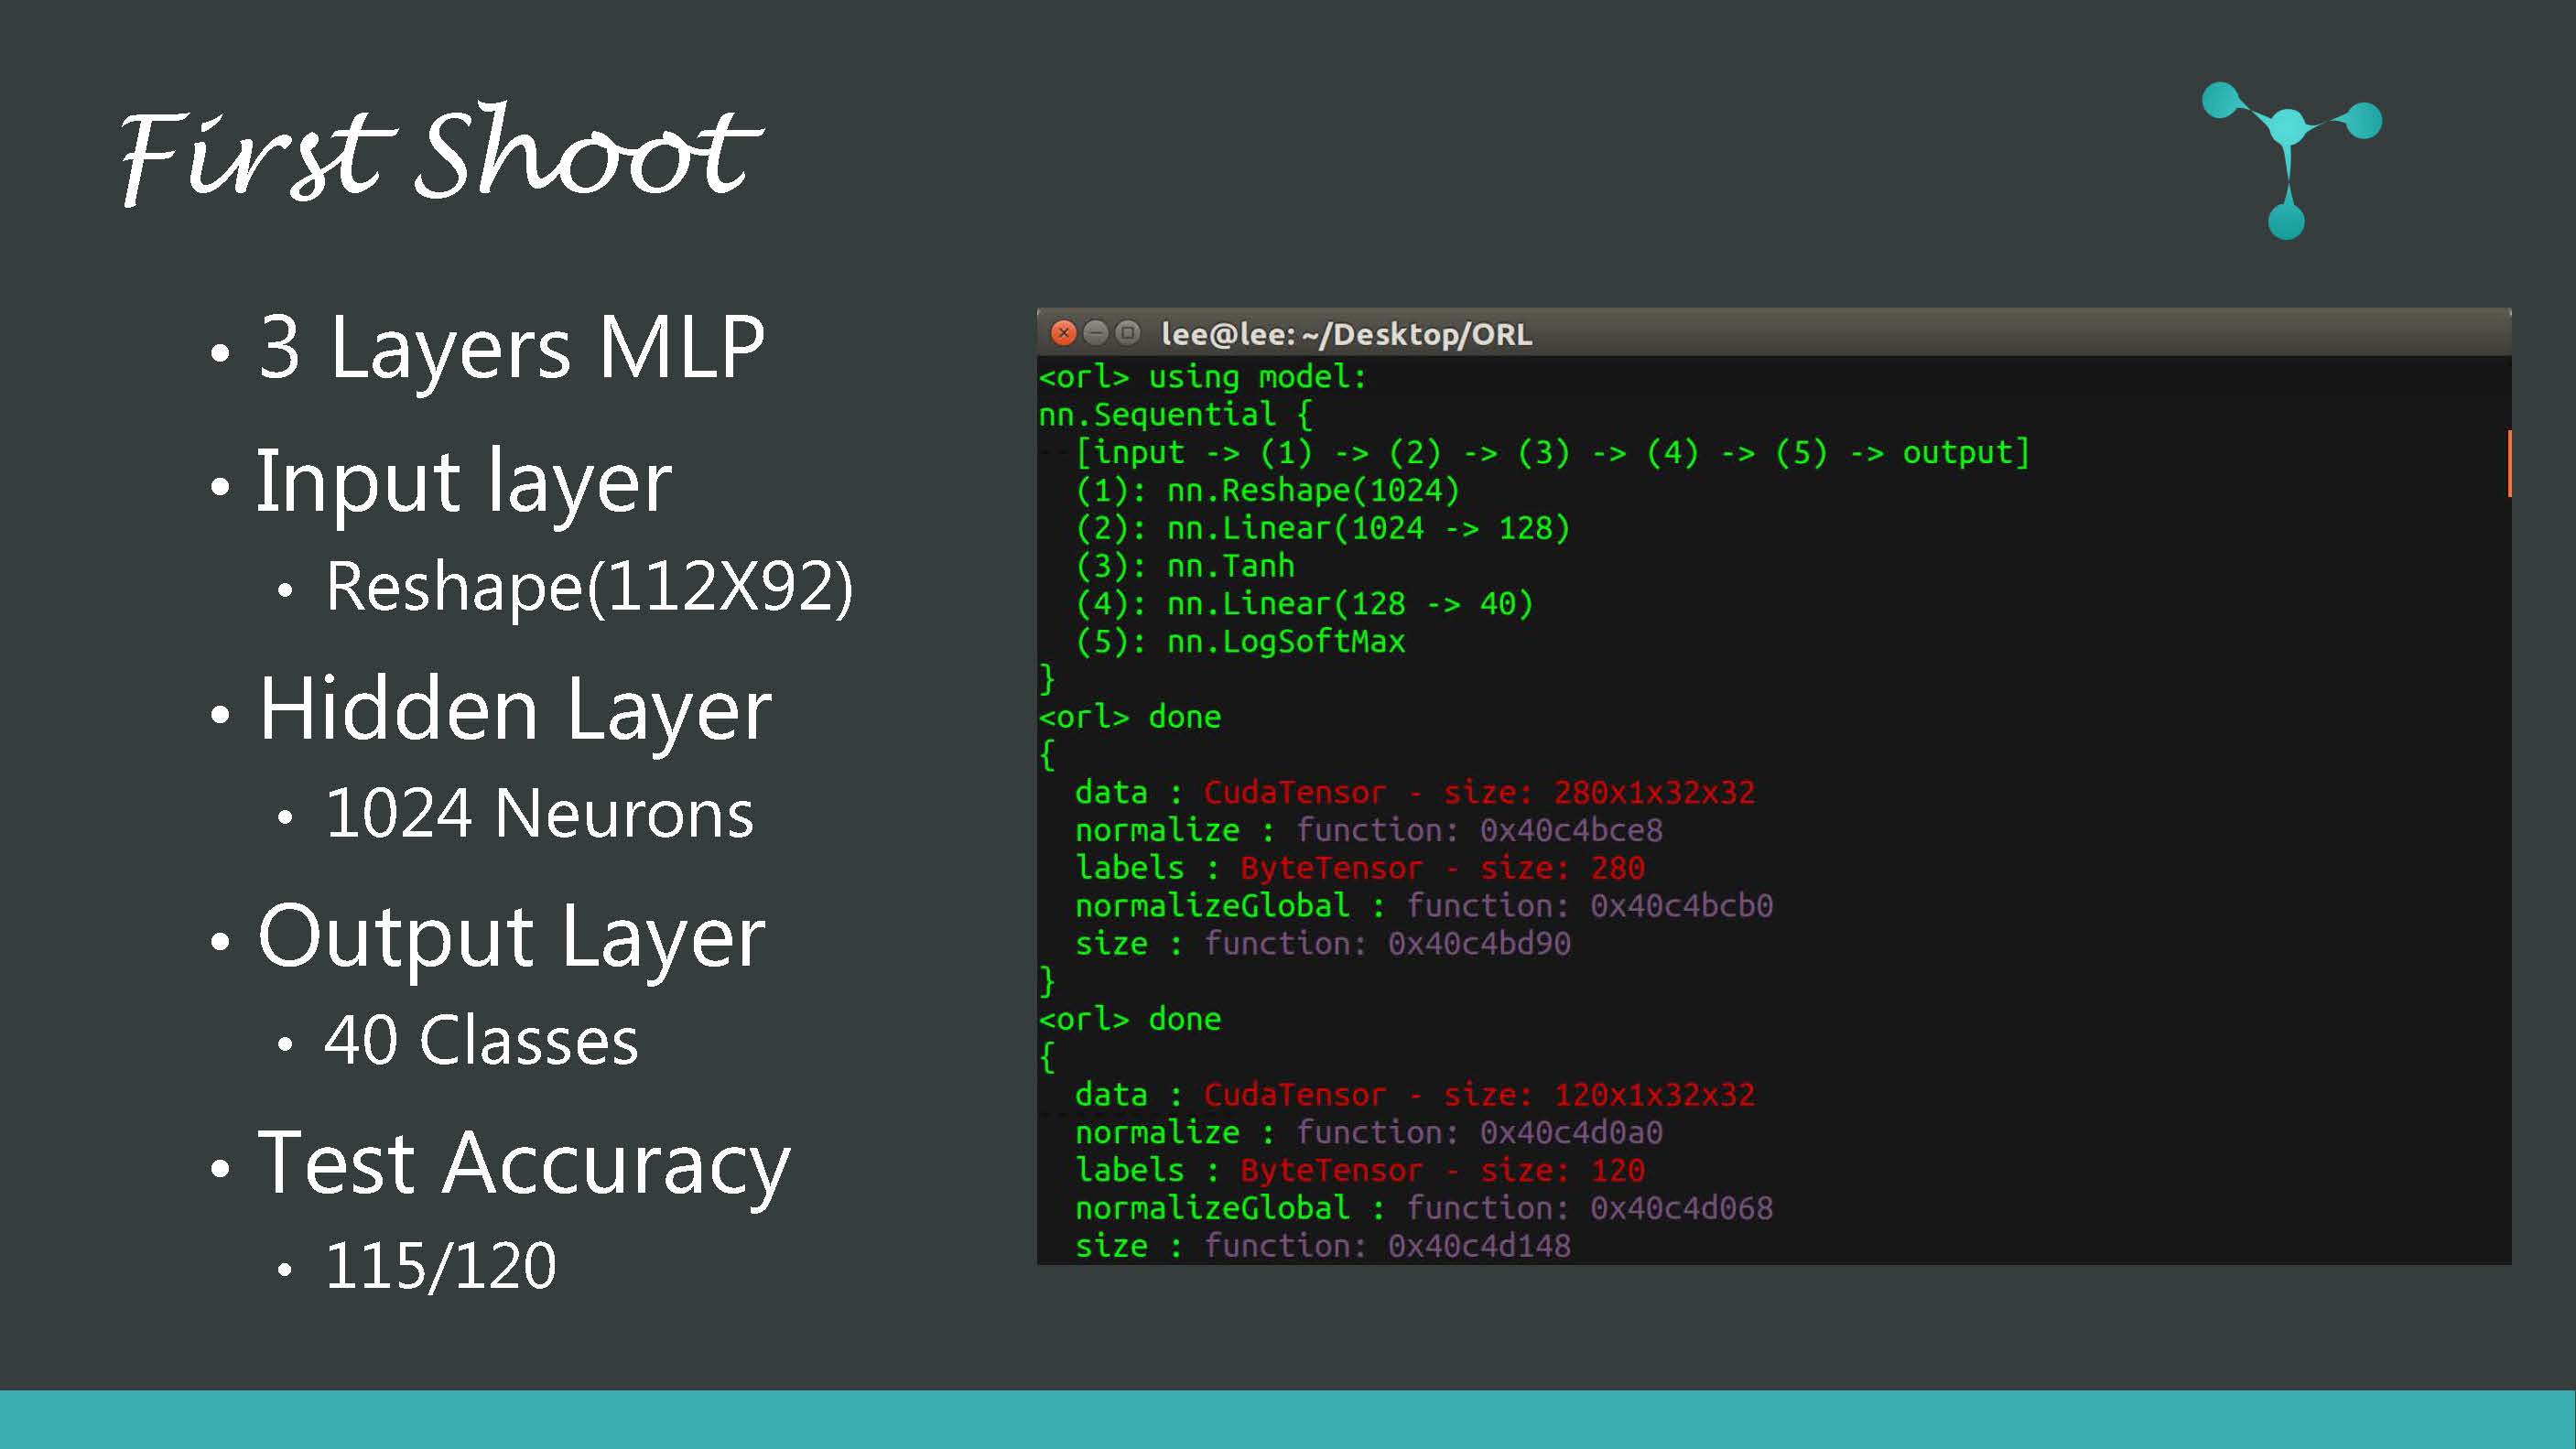 First Shoot
• 3 Layers MLP
• Input layer
• Reshape(112X92)
• Hidden Layer
• 1024 Neurons
• Output Layer
• 40 Classes
• Test Accuracy
• 115/120
lee@lee: ~/Desktop/ORL
<orl> using model:
nn.Sequential {
[input -> (1) -> (2) -> (3) -> (4) -> (5) -> output]
(1): nn.Reshape(1024)
(2): nn.Linear(1024 -> 128)
(3): nn.Tanh
(4): nn.Linear(128 -> 40)
(5): nn.LogSoftMax
}
<orl> done
{
data : CudaTensor - size: 280x1x32x32
normalize : function: 0x40c4bce8
labels : ByteTensor - size: 280
normalizeGlobal : function: 0x40c4bcb0
size : function: 0x40c4bd90
}
<orl> done
{
data : CudaTensor - size: 120x1x32x32
normalize : function: 0x40c4d0a0
labels : ByteTensor - size: 120
normalizeGlobal : function: 0x40c4d068
size : function: 0x40c4d148